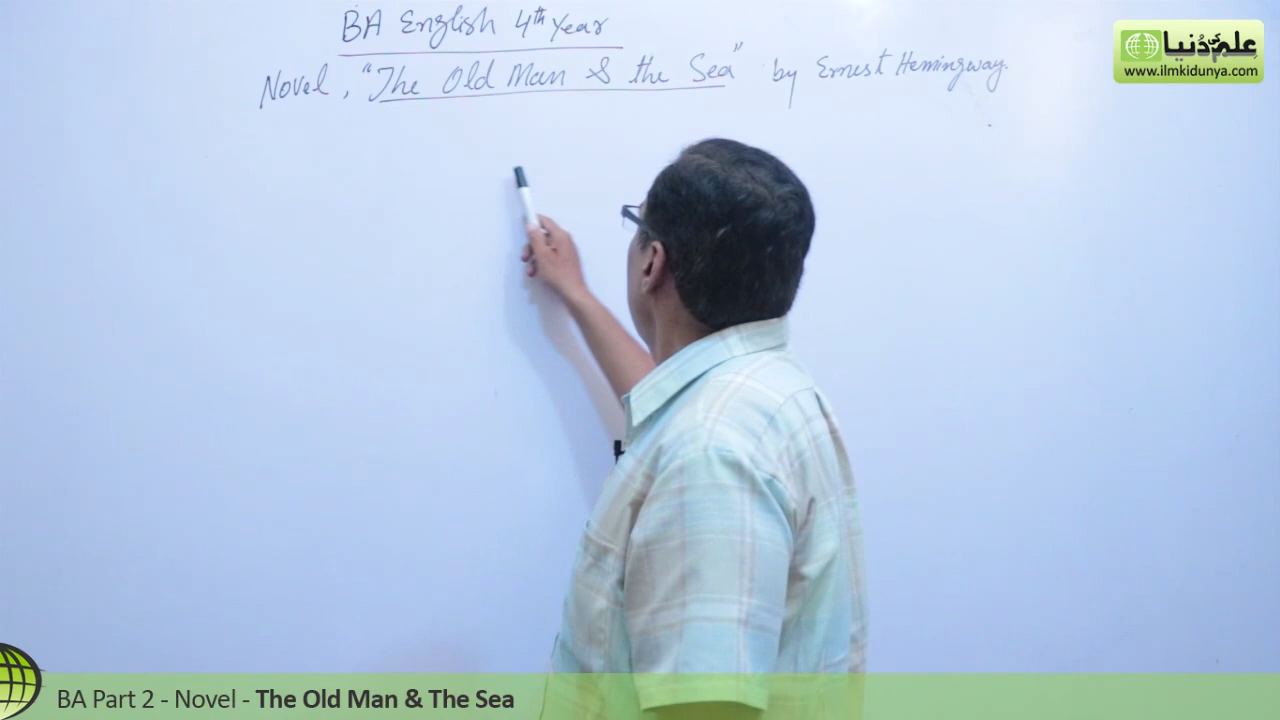 BA English 4th Year
Novel, "The Old Man & the Sea" by Ernest Hemingway.
علم کی دُنیا
www.ilmkidunya.com
BA Part 2 - Novel - The Old Man & The Sea